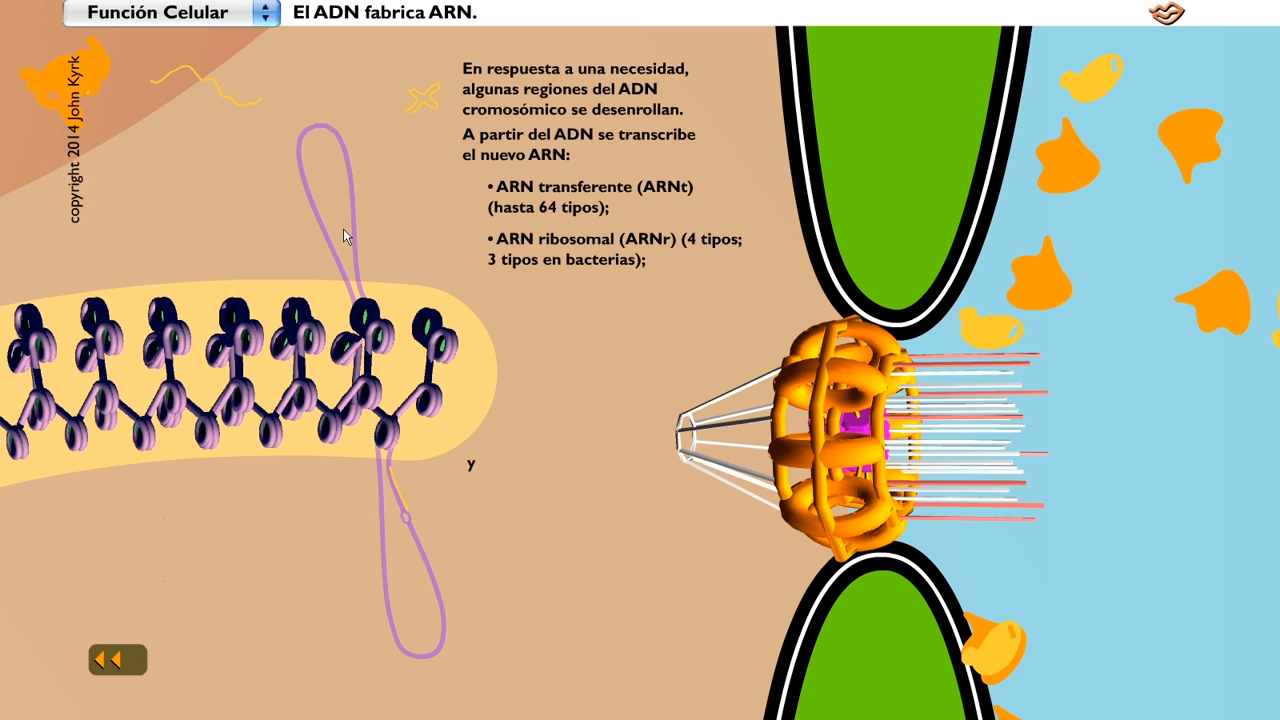 Función Celular
El ADN fabrica ARN.
copyright 2014 John Kyrk
En respuesta a una necesidad,
algunas regiones del ADN
cromosómico se desenrollan.
A partir del ADN se transcribe
el nuevo ARN:
• ARN transferente (ARNt)
(hasta 64 tipos);
• ARN ribosomal (ARNr) (4 tipos;
3 tipos en bacterias);
y